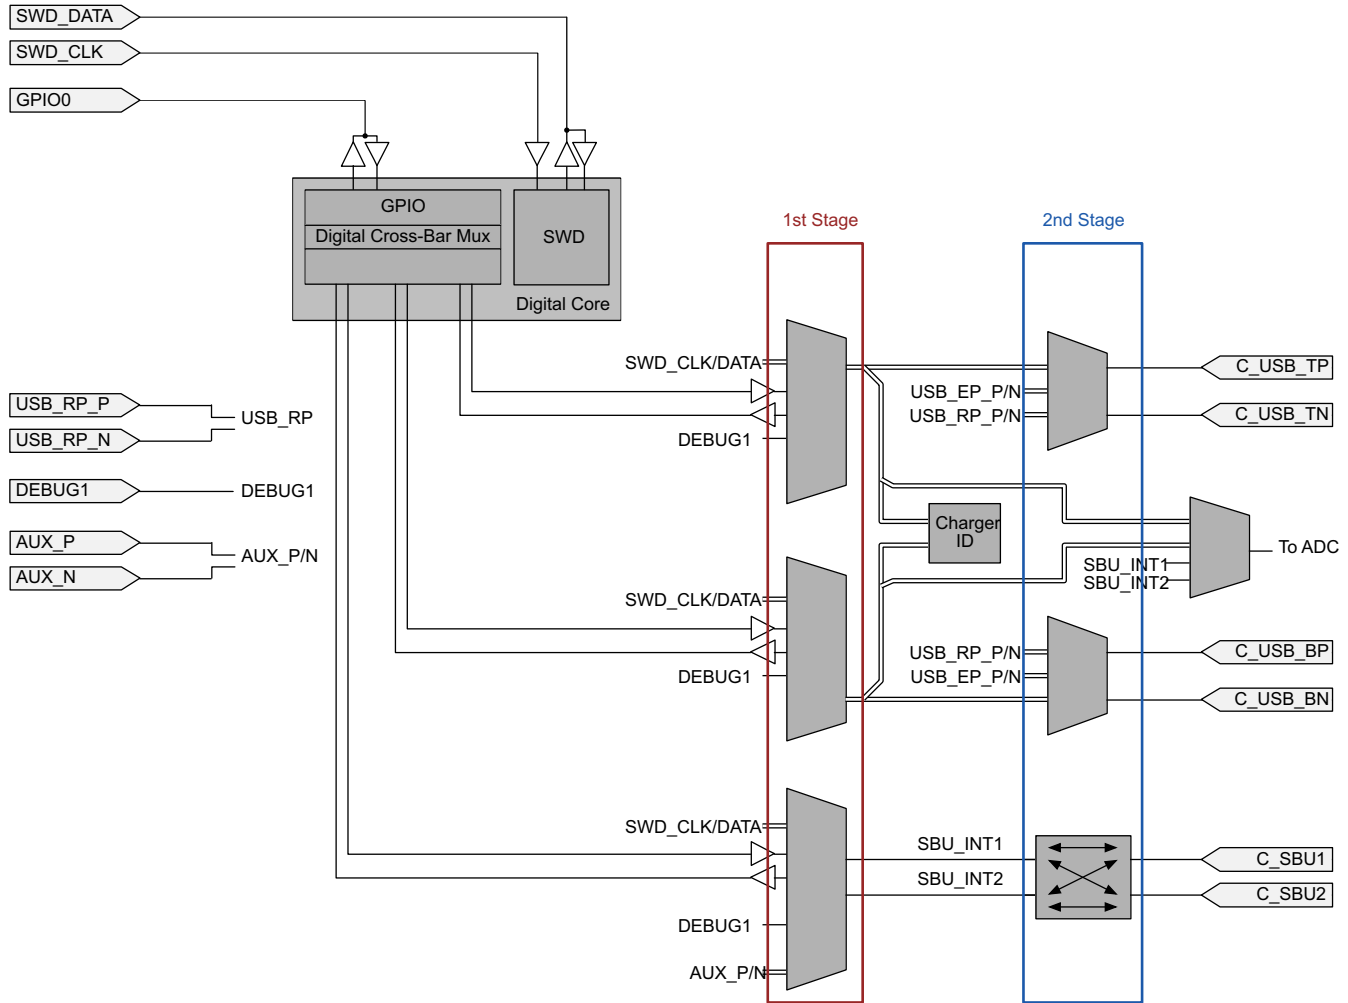 SWD_DATA
SWD_CLK
GPIO0
GPIO
Digital Cross-Bar Mux
SWD
Digital Core
1st Stage
2nd Stage
SWD_CLK/DATA
DEBUG1
USB_EP_P/N
USB_RP_P/N
C_USB_TP
C_USB_TN
USB_RP_P
USB_RP_N
USB_RP
DEBUG1
DEBUG1
AUX_P
AUX_N
AUX_P/N
Charger
ID
SBU_INT1
SBU_INT2
To ADC
SWD_CLK/DATA
DEBUG1
USB_RP_P/N
USB_EP_P/N
C_USB_BP
C_USB_BN
SWD_CLK/DATA
DEBUG1
AUX_P/N
SBU_INT1
SBU_INT2
C_SBU1
C_SBU2